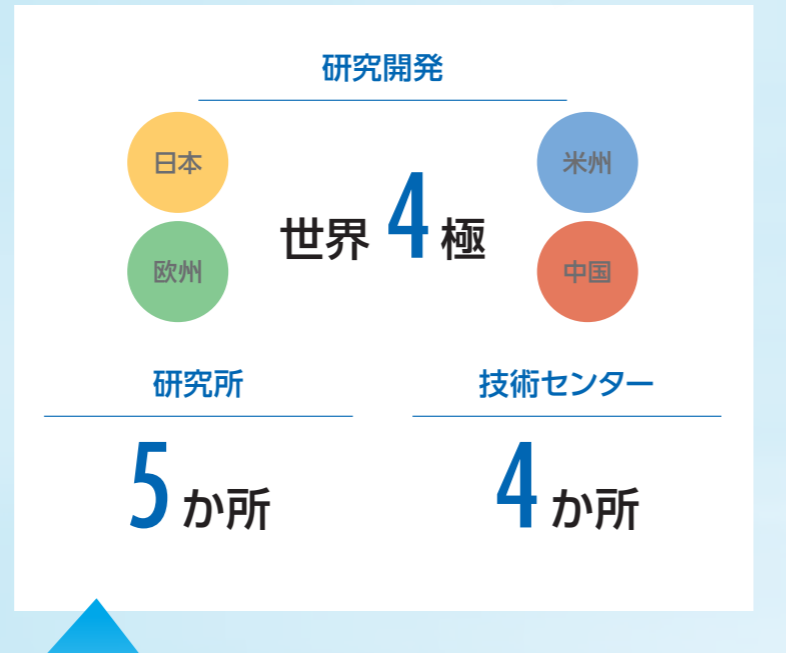 研究開発
日本
米州
世界4極
欧州
中国
研究所
技術センター
5か所
4か所